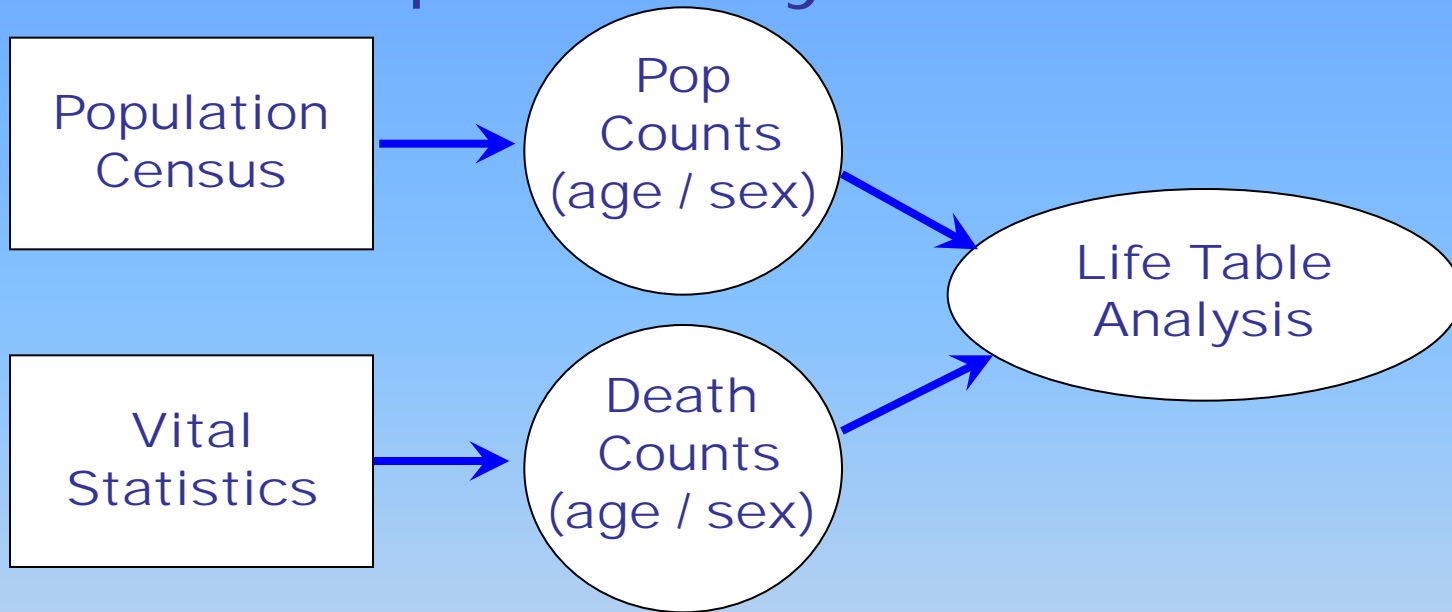 Population
Census
Pop
Counts
(age / sex)
Life Table
Analysis
Vital
Statistics
Death
Counts
(age / sex)